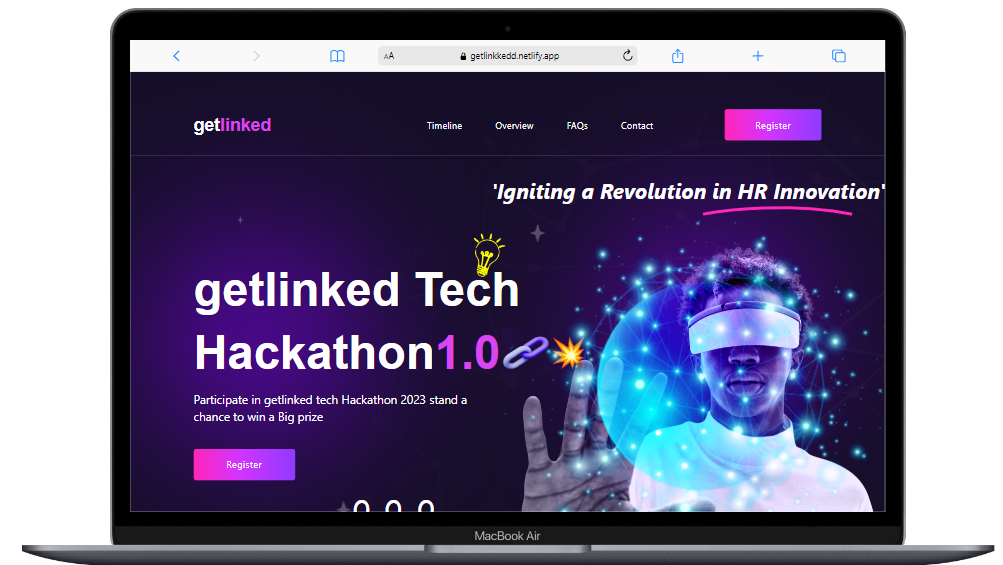 AA getlinkkedd.netlify.app
getlinked Timeline Overview FAQs Contact Register
'Igniting a Revolution in HR Innovation'
getlinked Tech
Hackathon1.0
Participate in getlinked tech Hackathon 2023 stand a
chance to win a Big prize
Register
MacBook Air